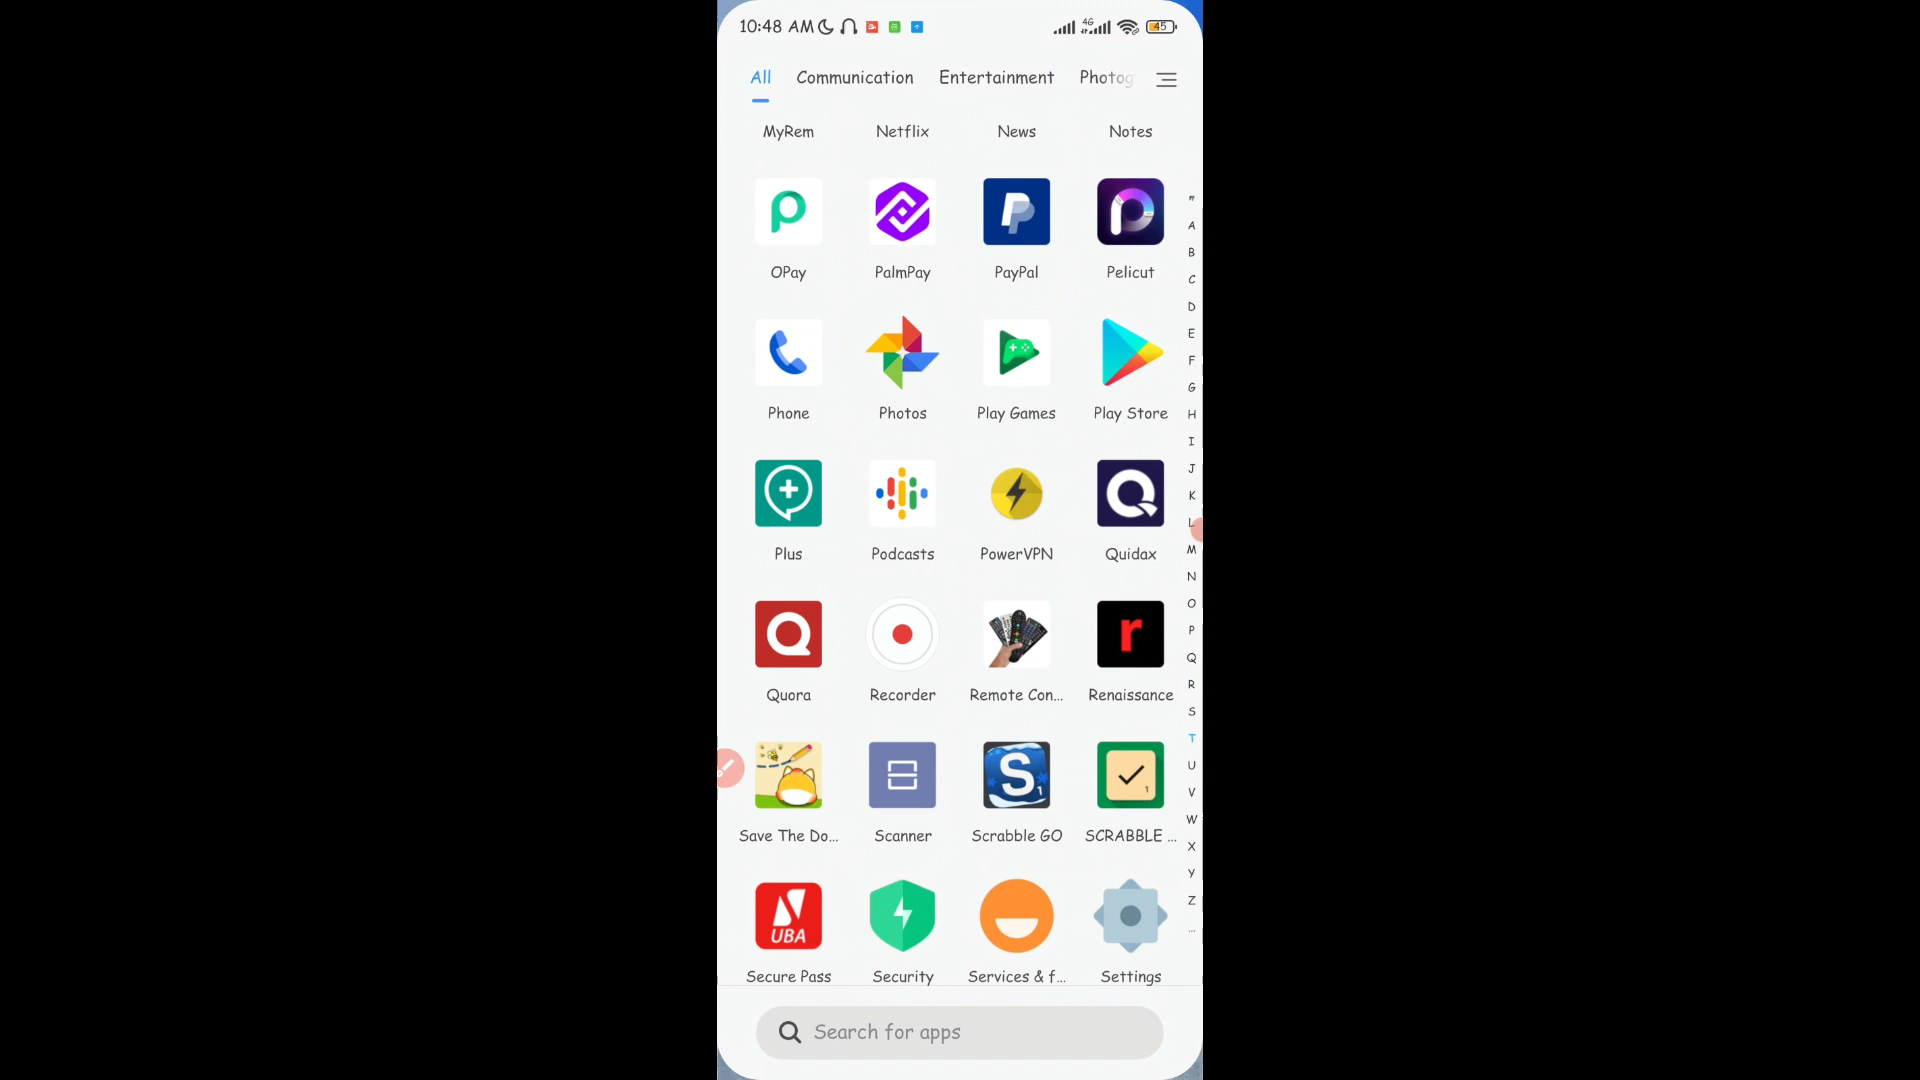 10:48 AM 4G 45
All Communication Entertainment Photog
MyRem Netflix News Notes
OPay PalmPay PayPal Pelicut
Phone Photos Play Games Play Store
Plus Podcasts PowerVPN Quidax
Quora Recorder Remote Con... Renaissance
Save The Do... Scanner Scrabble GO SCRABBLE ...
UBA
Secure Pass Security Services & f... Settings
Search for apps
#
A
B
C
D
E
F
G
H
I
J
K
L
M
N
O
P
Q
R
S
T
U
V
W
X
Y
Z
...